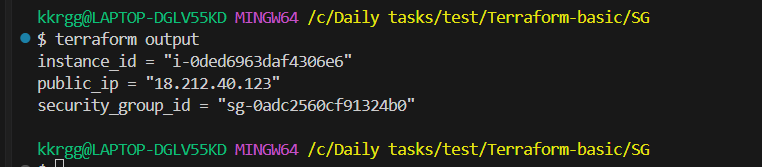 kkrgg@LAPTOP-DGLV55KD MINGW64 /c/Daily tasks/test/Terraform-basic/SG
$ terraform output
instance_id = "i-0ded6963daf4306e6"
public_ip = "18.212.40.123"
security_group_id = "sg-0adc2560cf91324b0"
kkrgg@LAPTOP-DGLV55KD MINGW64 /c/Daily tasks/test/Terraform-basic/SG
$